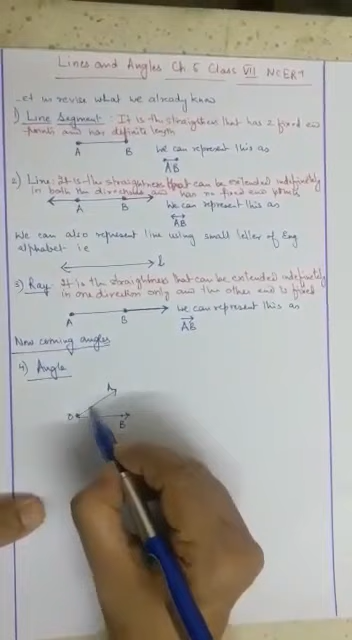 Lines and Angles Ch 6 Class VII NCERT
Let us revise what we already know
1) Line Segment : It is the straightness that has 2 fixed end
points and has definite length
A B We can represent this as
AB
2) Line: It is the straightness that can be extended indefinitely
in both the directions and has no fixed end points
A B We can represent this as
AB
We can also represent line using small letter of Eng
alphabet i.e
l
3) Ray: It is the straightness that can be extended indefinitely
in one direction only and the other end is fixed
A B We can represent this as
AB
Now coming angles
4) Angle
A
O B